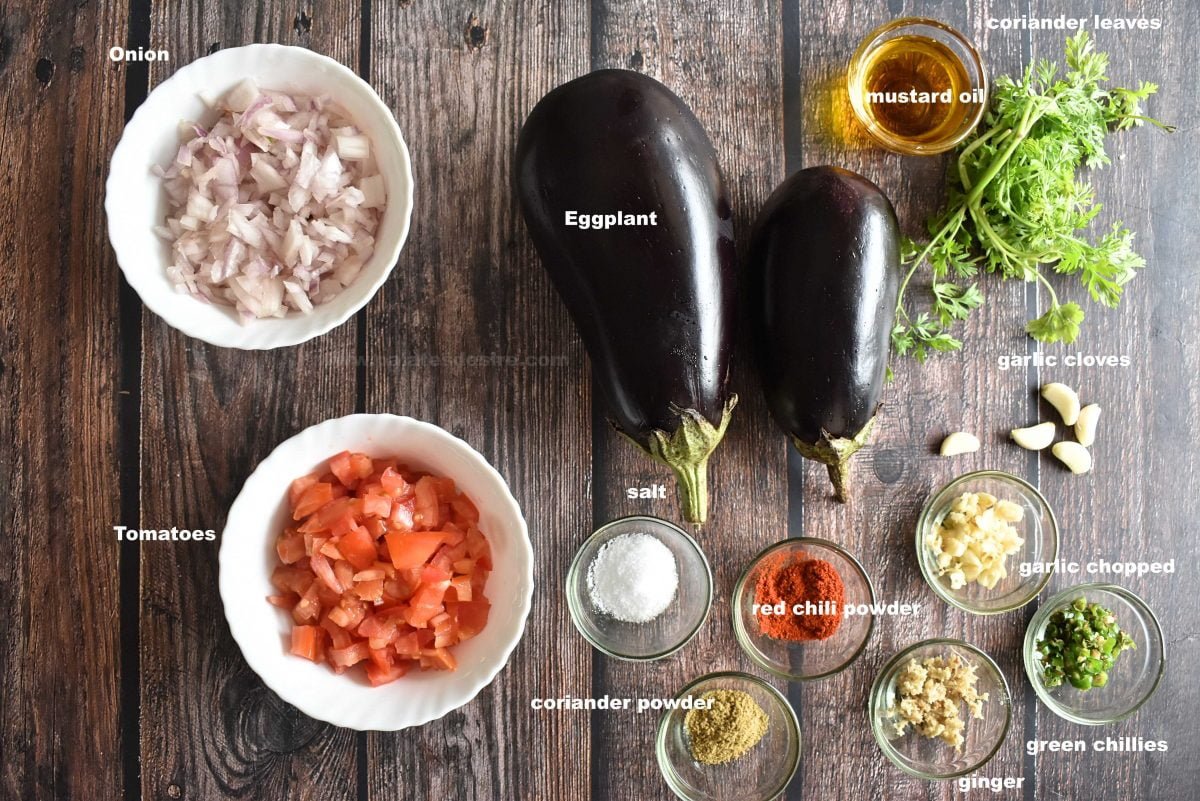 coriander leaves
Onion
mustard oil
Eggplant
garlic cloves
salt
Tomatoes
garlic chopped
red chili powder
coriander powder
green chillies
ginger